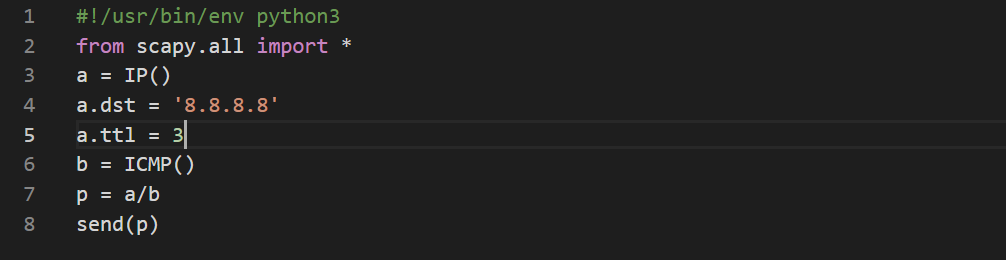 1 #!/usr/bin/env python3
2 from scapy.all import *
3 a = IP()
4 a.dst = '8.8.8.8'
5 a.ttl = 3
6 b = ICMP()
7 p = a/b
8 send(p)